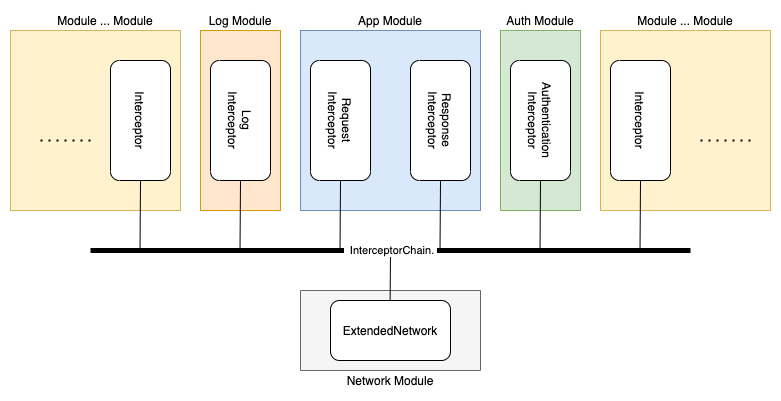 Module ... Module
Log Module
App Module
Auth Module
Module ... Module
.......
Interceptor
Log
Interceptor
Request
Interceptor
Response
Interceptor
Authentication
Interceptor
Interceptor
.......
InterceptorChain.
ExtendedNetwork
Network Module